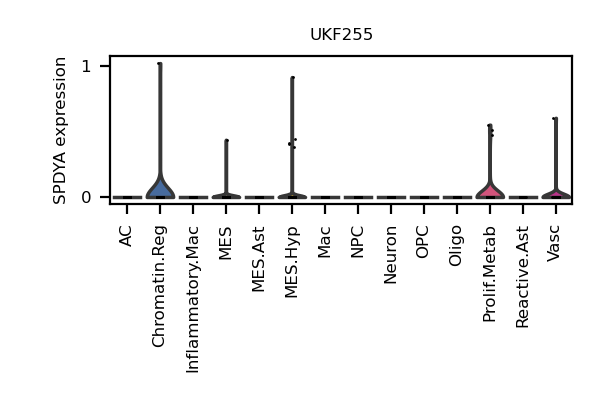 UKF255
SPDYA expression
1
0
AC
Chromatin.Reg
Inflammatory.Mac
MES
MES.Ast
MES.Hyp
Mac
NPC
Neuron
OPC
Oligo
Prolif.Metab
Reactive.Ast
Vasc